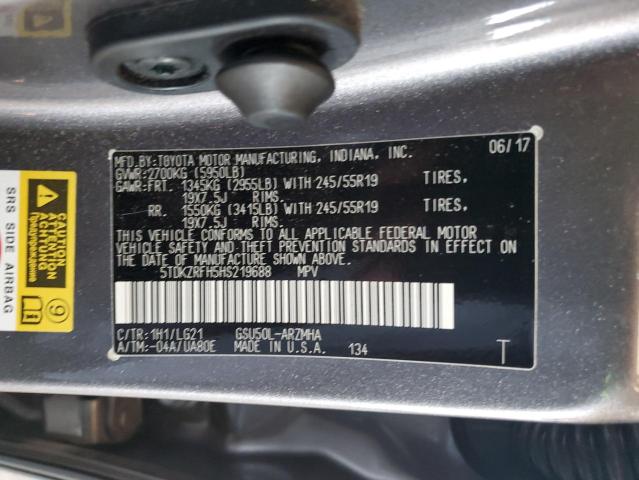 MFD.BY:TOYOTA MOTOR MANUFACTURING, INDIANA, INC. 06/17
GVWR:2700KG (5950LB)
GAWR:FRT. 1345KG (2955LB) WITH 245/55R19 TIRES,
19X7.5J RIMS.
RR. 1550KG (3415LB) WITH 245/55R19 TIRES,
19X7.5J RIMS.
THIS VEHICLE CONFORMS TO ALL APPLICABLE FEDERAL MOTOR
VEHICLE SAFETY AND THEFT PREVENTION STANDARDS IN EFFECT ON
THE DATE OF MANUFACTURE SHOWN ABOVE.
5TDKZRFH5HS219688 MPV
C/TR:1H1/LG21 GSU50L-ARZMHA
A/TM:-04A/UA80E MADE IN U.S.A. 134 T
SRS SIDE AIRBAG
CAUTION
ATTENTION
9